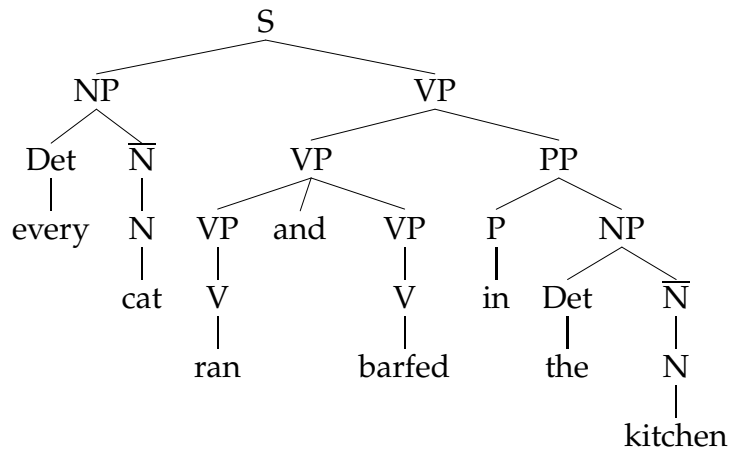 S
NP VP
Det N̅ VP PP
every N VP and VP P NP
cat V V in Det N̅
ran barfed the N
kitchen